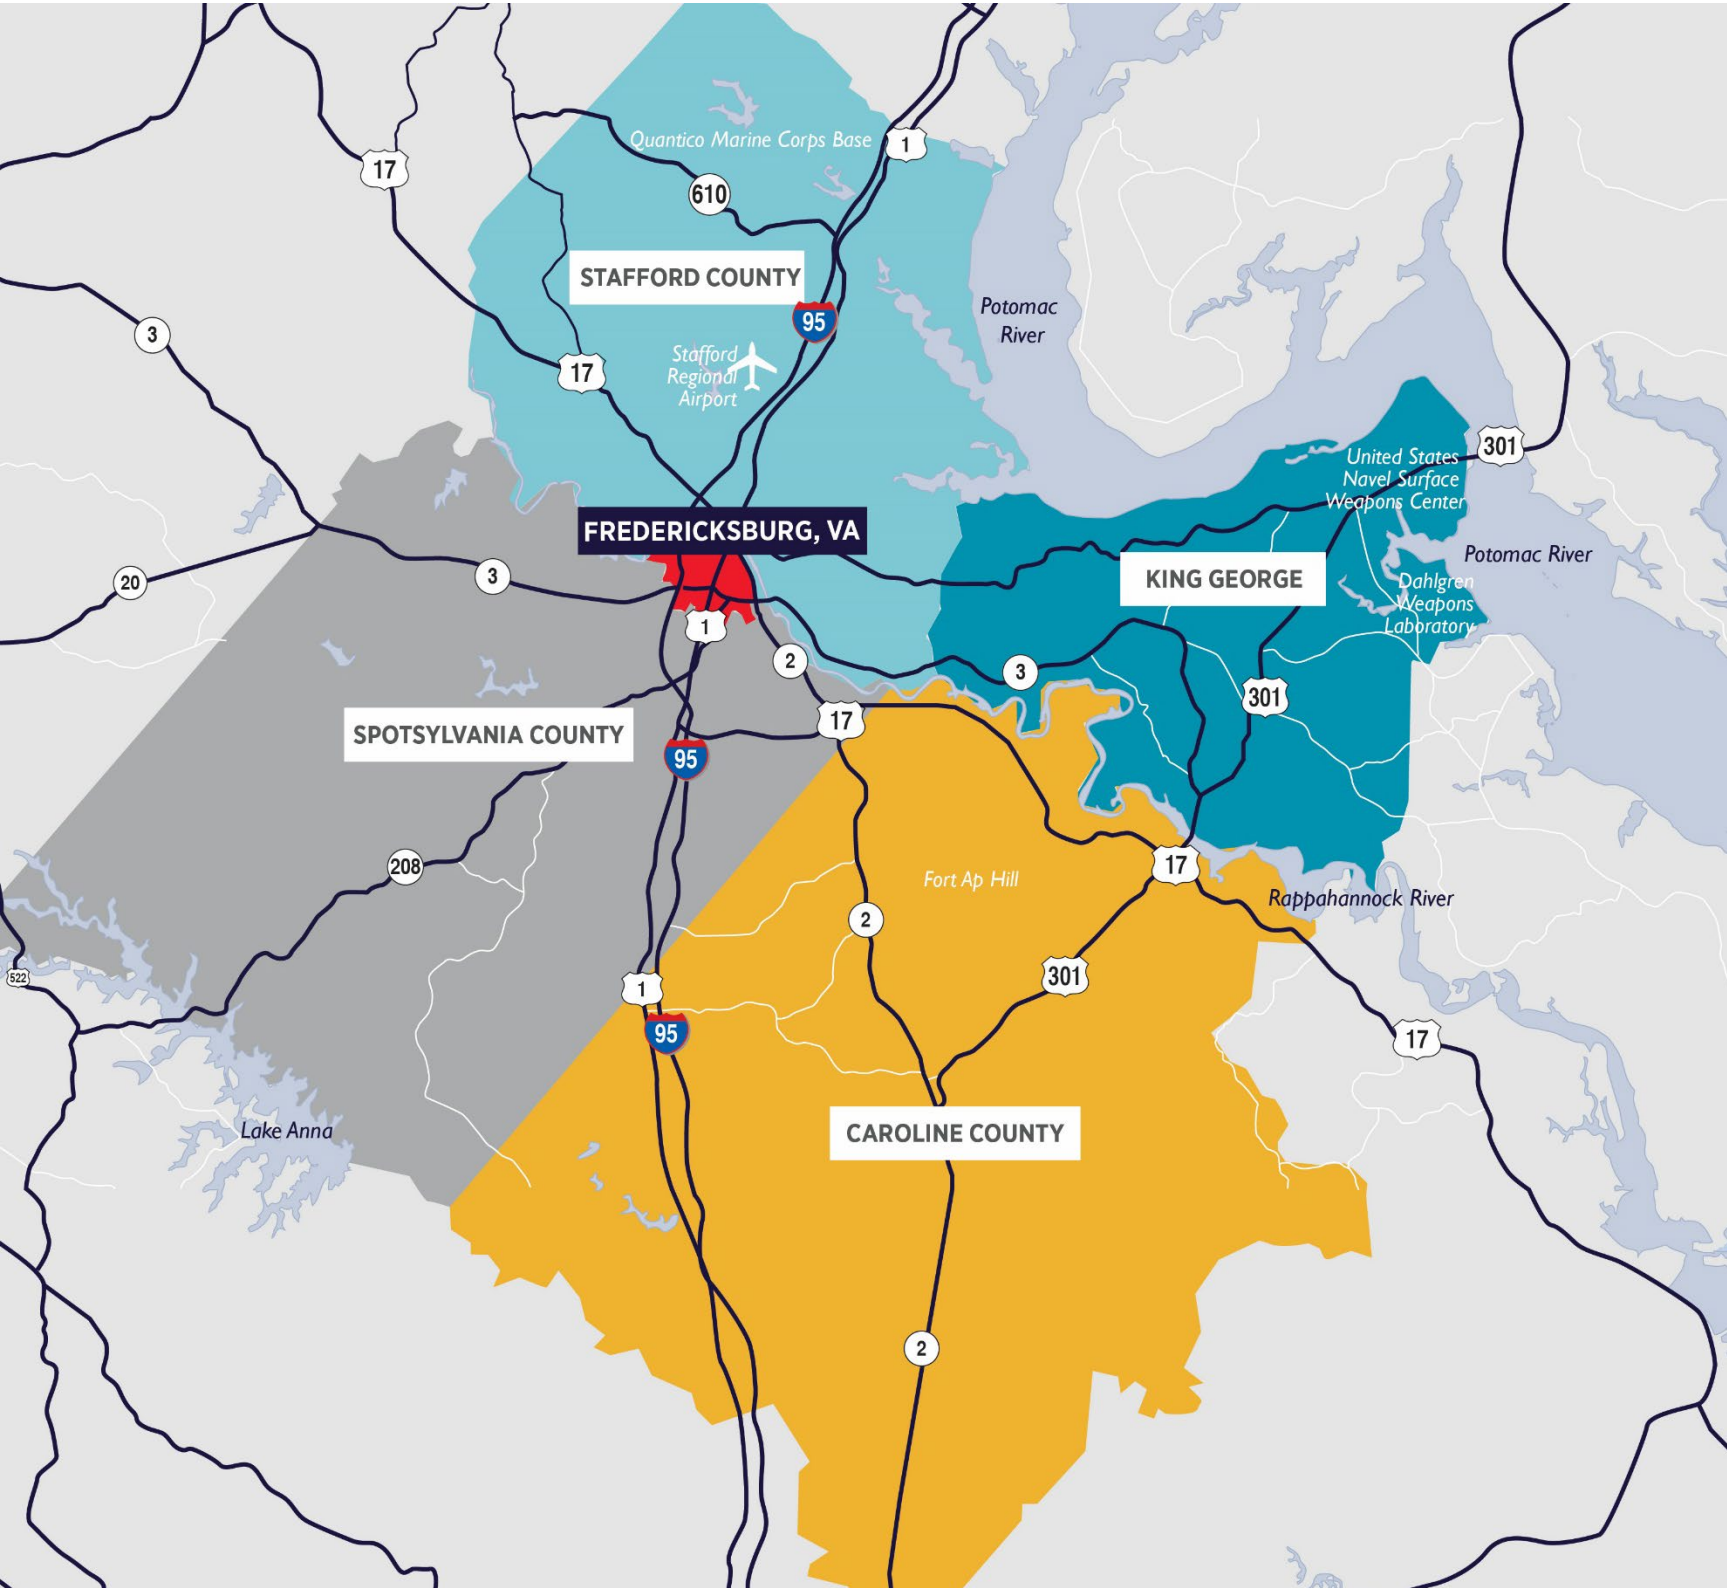 Quantico Marine Corps Base
1
17
610
STAFFORD COUNTY
95
Potomac
River
3
Stafford
Regional
Airport
17
301
United States
Navel Surface
Weapons Center
FREDERICKSBURG, VA
Potomac River
20
3
KING GEORGE
Dahlgren
Weapons
Laboratory
1
2
3
301
17
SPOTSYLVANIA COUNTY
95
208
17
Fort Ap Hill
Rappahannock River
2
522
1
301
95
17
Lake Anna
CAROLINE COUNTY
2